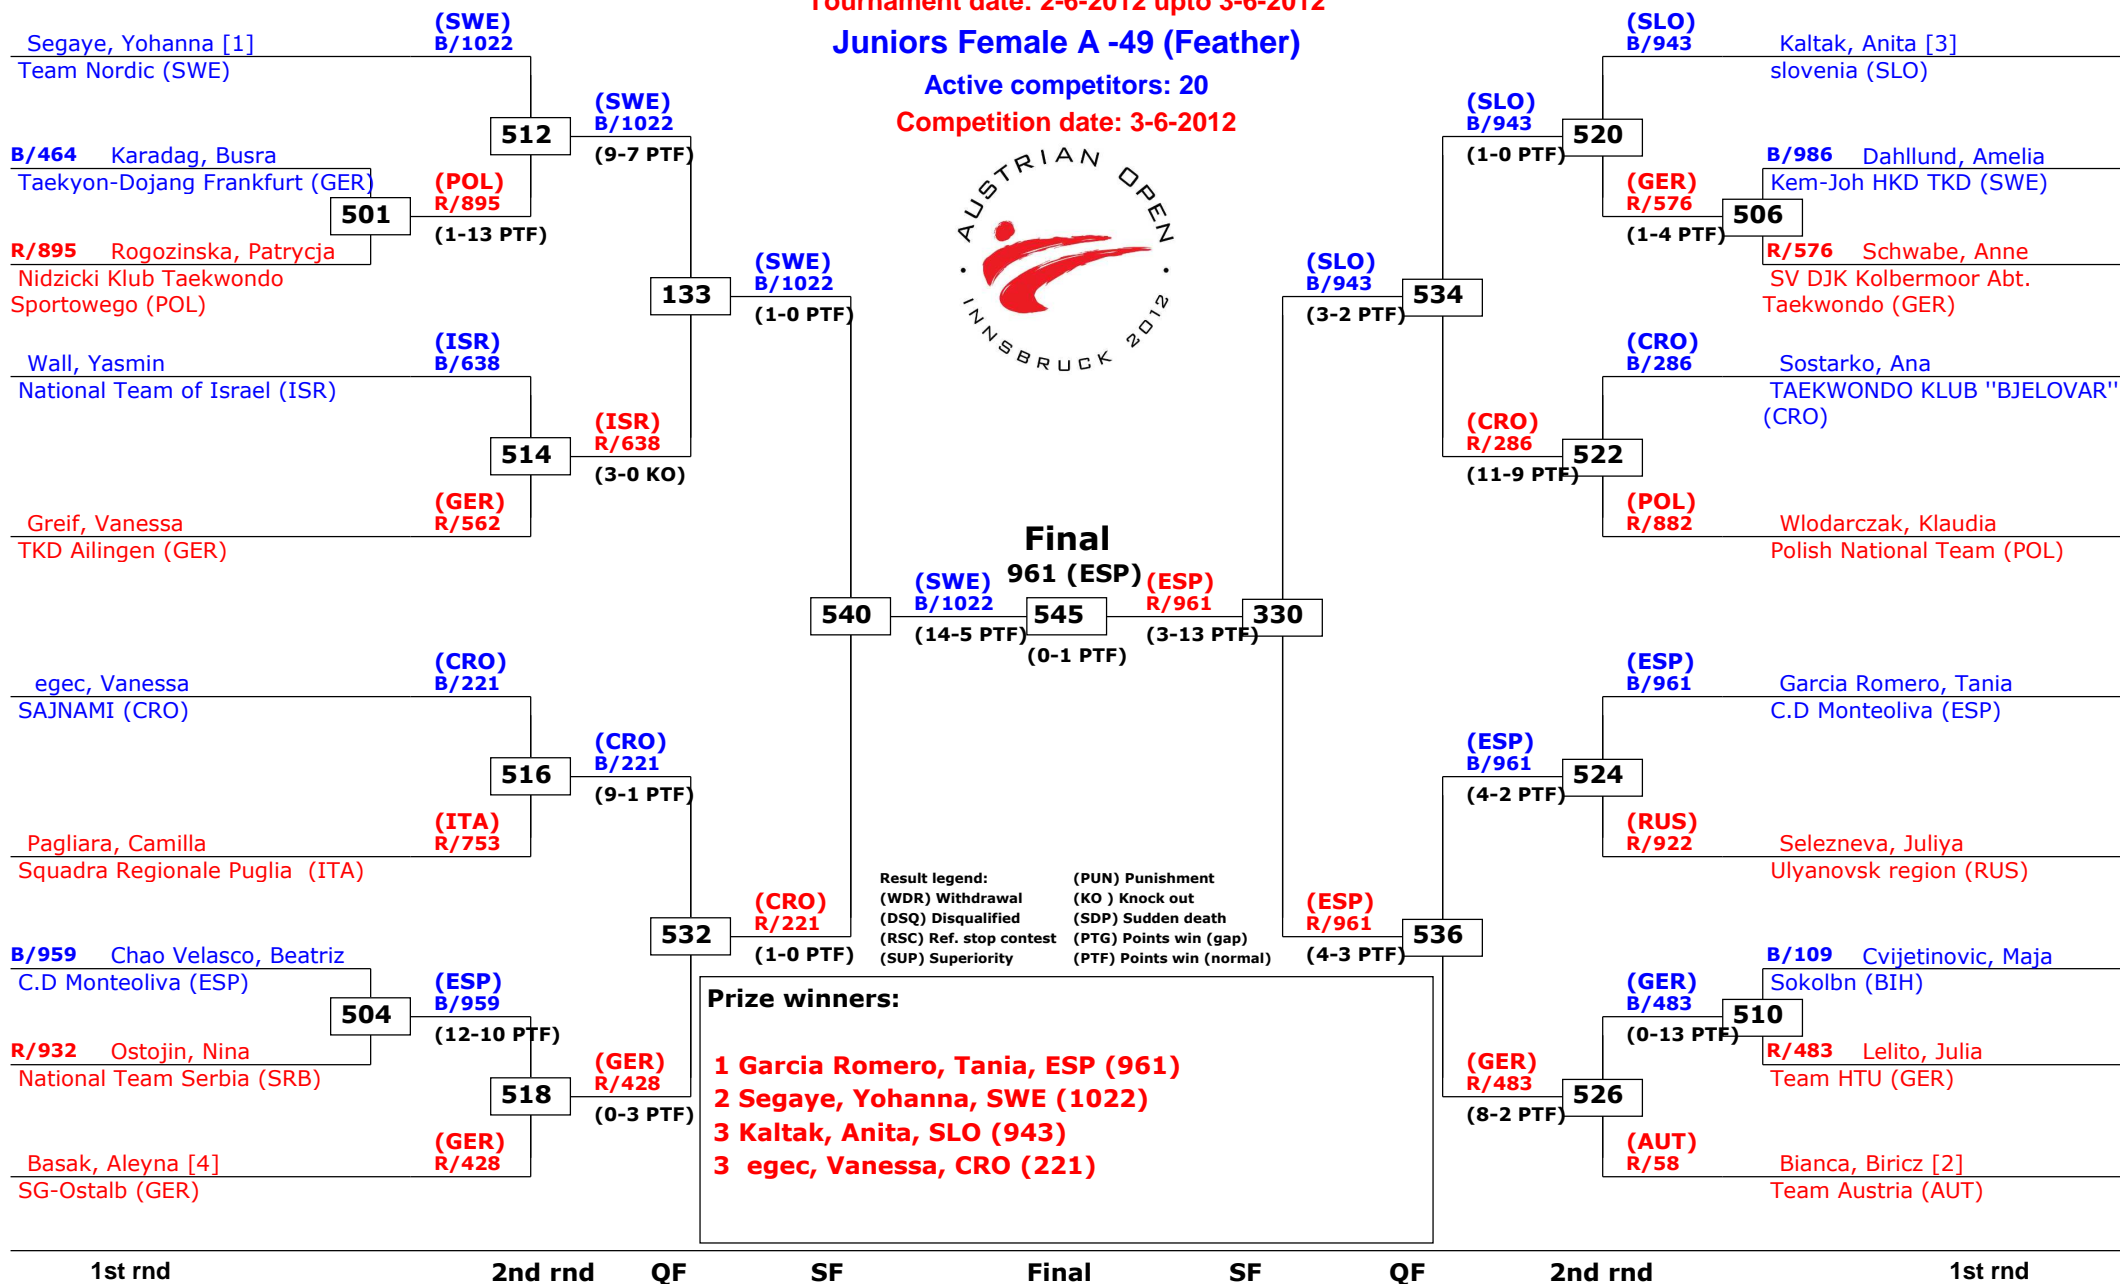 Tournament date: 2-6-2012 upto 3-6-2012
Juniors Female A -49 (Feather)
Active competitors: 20
Competition date: 3-6-2012
AUSTRIAN OPEN
· INNSBRUCK 2012 ·
(SWE)
B/1022
Segaye, Yohanna [1]
Team Nordic (SWE)
512
(SWE)
B/1022
(9-7 PTF)
B/464 Karadag, Busra
Taekyon-Dojang Frankfurt (GER)
501
(POL)
R/895
(1-13 PTF)
R/895 Rogozinska, Patrycja
Nidzicki Klub Taekwondo
Sportowego (POL)
133
(SWE)
B/1022
(1-0 PTF)
(ISR)
B/638
Wall, Yasmin
National Team of Israel (ISR)
514
(ISR)
R/638
(3-0 KO)
(GER)
R/562
Greif, Vanessa
TKD Ailingen (GER)
540
(SWE)
B/1022
(14-5 PTF)
Final
961 (ESP)
545
(0-1 PTF)
(ESP)
R/961
(3-13 PTF)
330
(CRO)
B/221
egec, Vanessa
SAJNAMI (CRO)
516
(CRO)
B/221
(9-1 PTF)
(ITA)
R/753
Pagliara, Camilla
Squadra Regionale Puglia (ITA)
532
(CRO)
R/221
(1-0 PTF)
B/959 Chao Velasco, Beatriz
C.D Monteoliva (ESP)
504
(ESP)
B/959
(12-10 PTF)
R/932 Ostojin, Nina
National Team Serbia (SRB)
518
(GER)
R/428
(0-3 PTF)
(GER)
R/428
Basak, Aleyna [4]
SG-Ostalb (GER)
(SLO)
B/943
Kaltak, Anita [3]
slovenia (SLO)
(SLO)
B/943
(1-0 PTF)
520
B/986 Dahllund, Amelia
Kem-Joh HKD TKD (SWE)
(GER)
R/576
(1-4 PTF)
506
R/576 Schwabe, Anne
SV DJK Kolbermoor Abt.
Taekwondo (GER)
(SLO)
B/943
(3-2 PTF)
534
(CRO)
B/286
Sostarko, Ana
TAEKWONDO KLUB "BJELOVAR"
(CRO)
(CRO)
R/286
(11-9 PTF)
522
(POL)
R/882
Wlodarczak, Klaudia
Polish National Team (POL)
(ESP)
B/961
Garcia Romero, Tania
C.D Monteoliva (ESP)
(ESP)
B/961
(4-2 PTF)
524
(RUS)
R/922
Selezneva, Juliya
Ulyanovsk region (RUS)
(ESP)
R/961
(4-3 PTF)
536
B/109 Cvijetinovic, Maja
Sokolbn (BIH)
(GER)
B/483
(0-13 PTF)
510
R/483 Lelito, Julia
Team HTU (GER)
(GER)
R/483
(8-2 PTF)
526
(AUT)
R/58
Bianca, Biricz [2]
Team Austria (AUT)
Result legend: (PUN) Punishment
(WDR) Withdrawal (KO ) Knock out
(DSQ) Disqualified (SDP) Sudden death
(RSC) Ref. stop contest (PTG) Points win (gap)
(SUP) Superiority (PTF) Points win (normal)
Prize winners:
1 Garcia Romero, Tania, ESP (961)
2 Segaye, Yohanna, SWE (1022)
3 Kaltak, Anita, SLO (943)
3 egec, Vanessa, CRO (221)
1st rnd 2nd rnd QF SF Final SF QF 2nd rnd 1st rnd